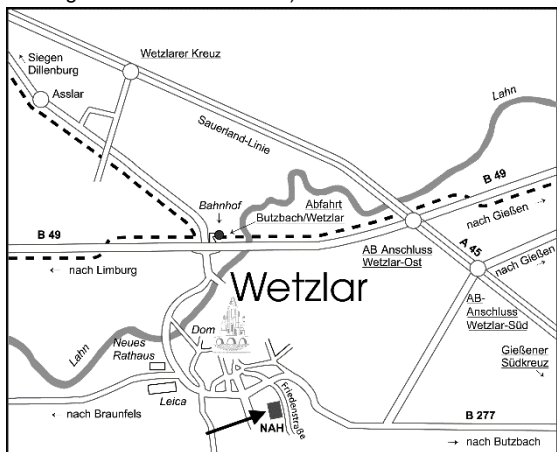 Siegen
Dillenburg
Wetzlarer Kreuz
Asslar
Lahn
Sauerland-Linie
Bahnhof
Abfahrt
Butzbach/Wetzlar
B 49
nach Gießen →
B 49
← nach Limburg
AB Anschluss
Wetzlar-Ost
A 45
nach Gießen →
Wetzlar
AB-
Anschluss
Wetzlar-Süd
Dom
Neues
Rathaus
Lahn
Gießener
Südkreuz
Leica
Friedenstraße
← nach Braunfels
NAH
B 277
→ nach Butzbach